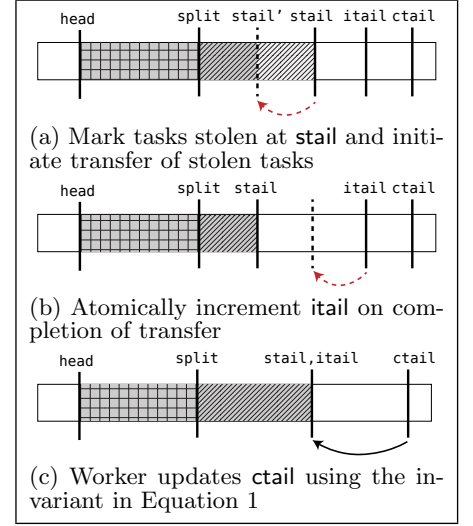 head split stail’ stail itail ctail
(a) Mark tasks stolen at stail and initi-
ate transfer of stolen tasks
head split stail itail ctail
(b) Atomically increment itail on com-
pletion of transfer
head split stail,itail ctail
(c) Worker updates ctail using the in-
variant in Equation 1